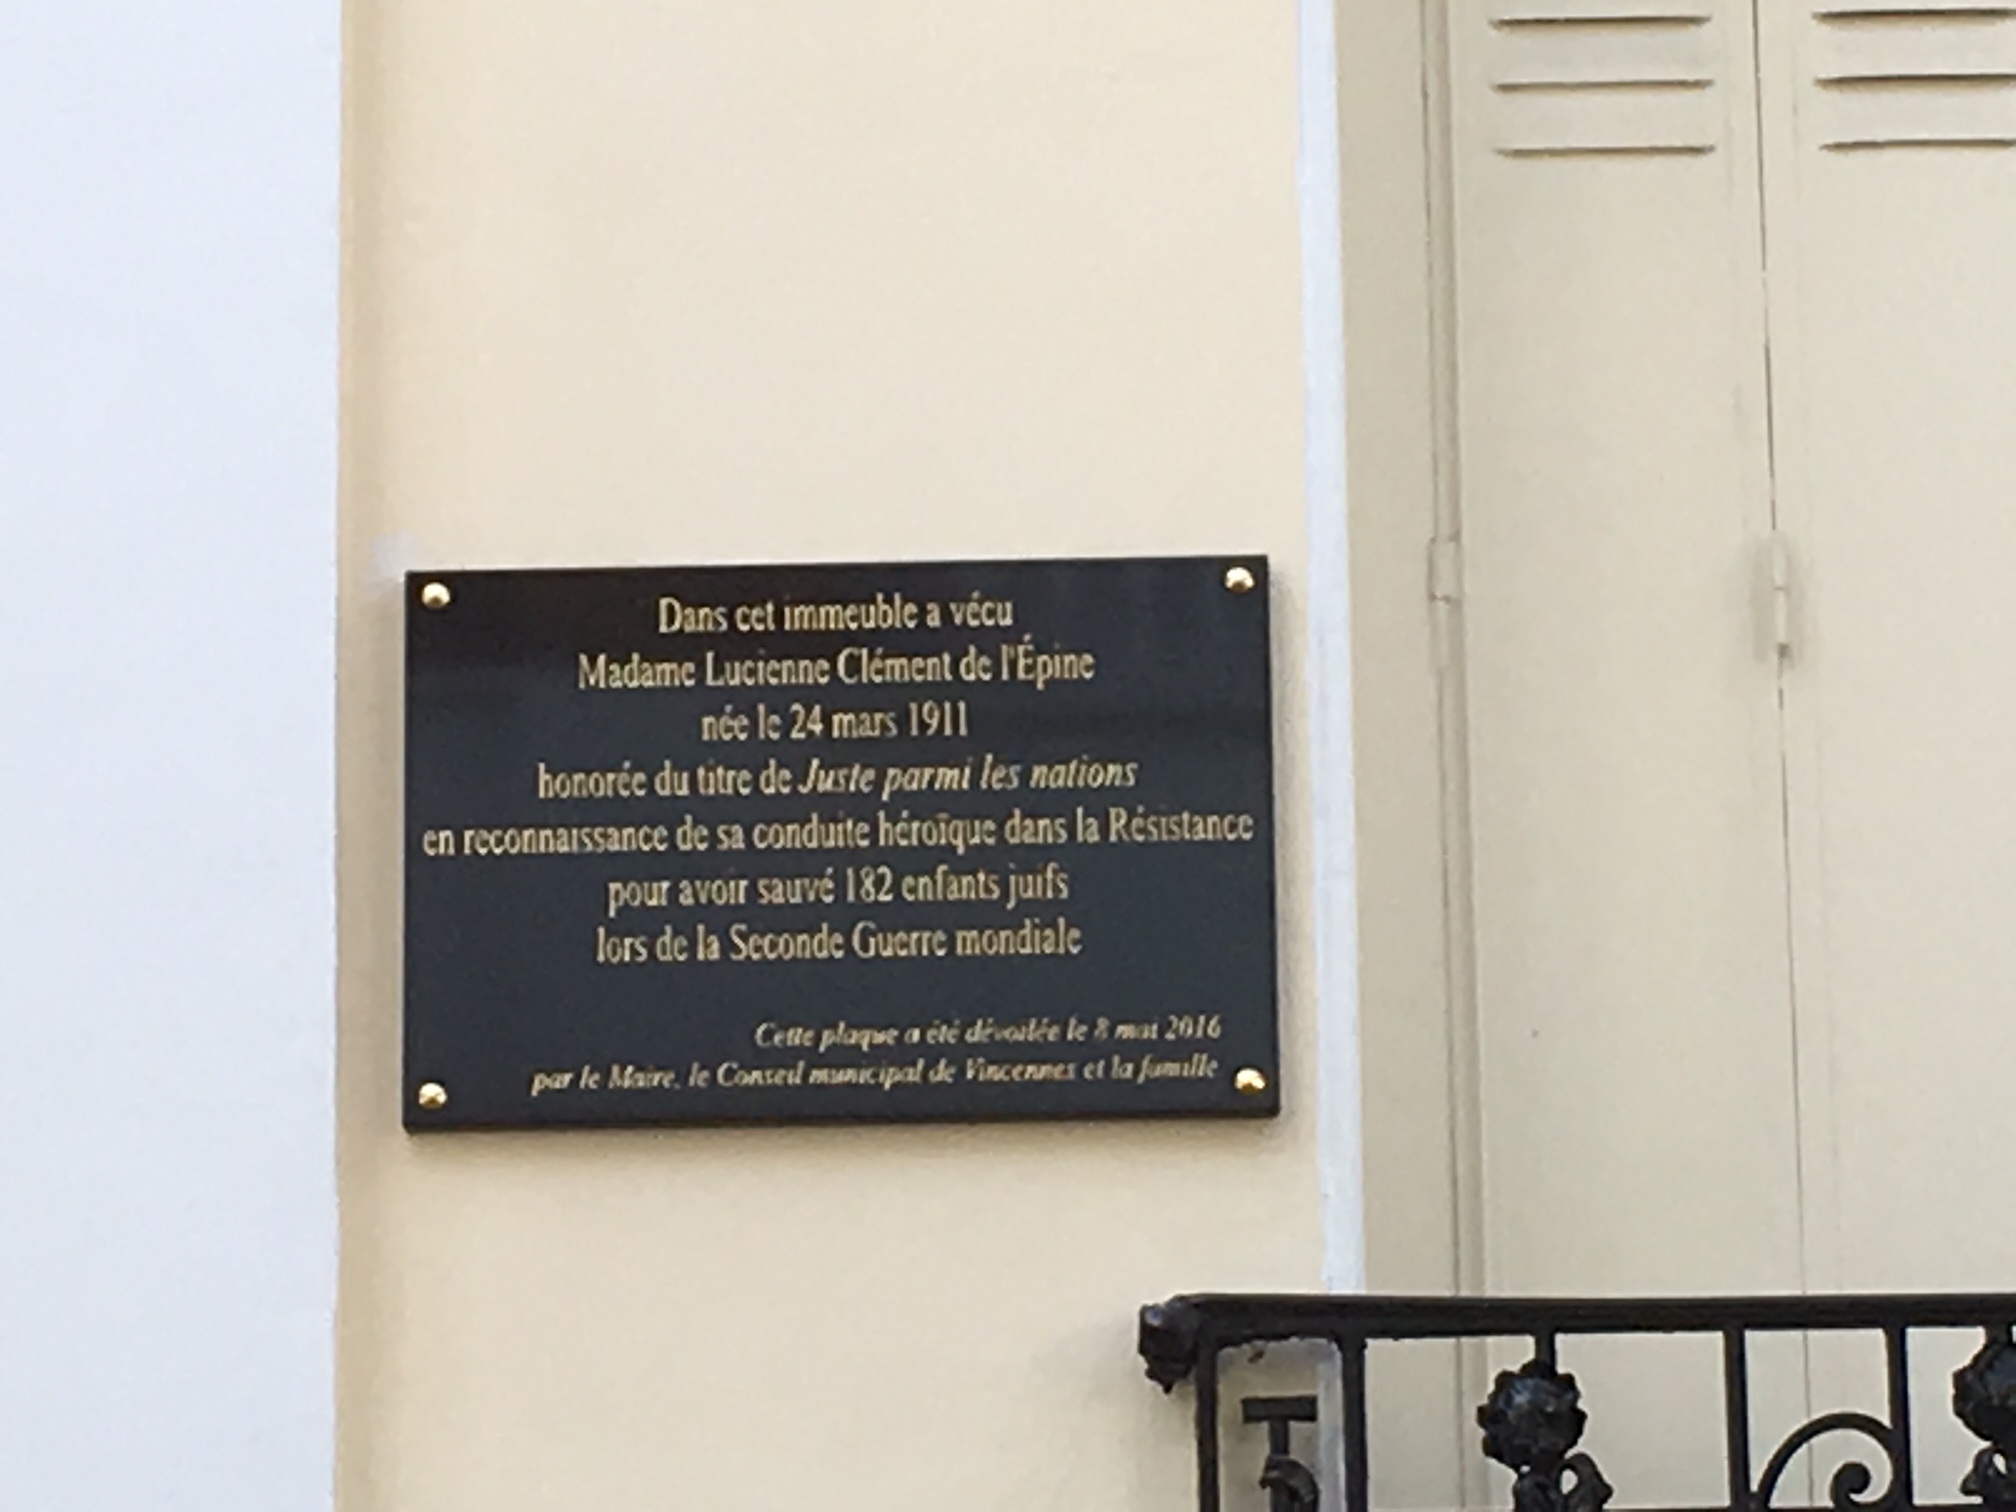 Dans cet immeuble a vécu
Madame Lucienne Clément de l'Épine
née le 24 mars 1911
honorée du titre de Juste parmi les nations
en reconnaissance de sa conduite héroïque dans la Résistance
pour avoir sauvé 182 enfants juifs
lors de la Seconde Guerre mondiale
Cette plaque a été dévoilée le 8 mai 2016
par le Maire, le Conseil municipal de Vincennes et la famille